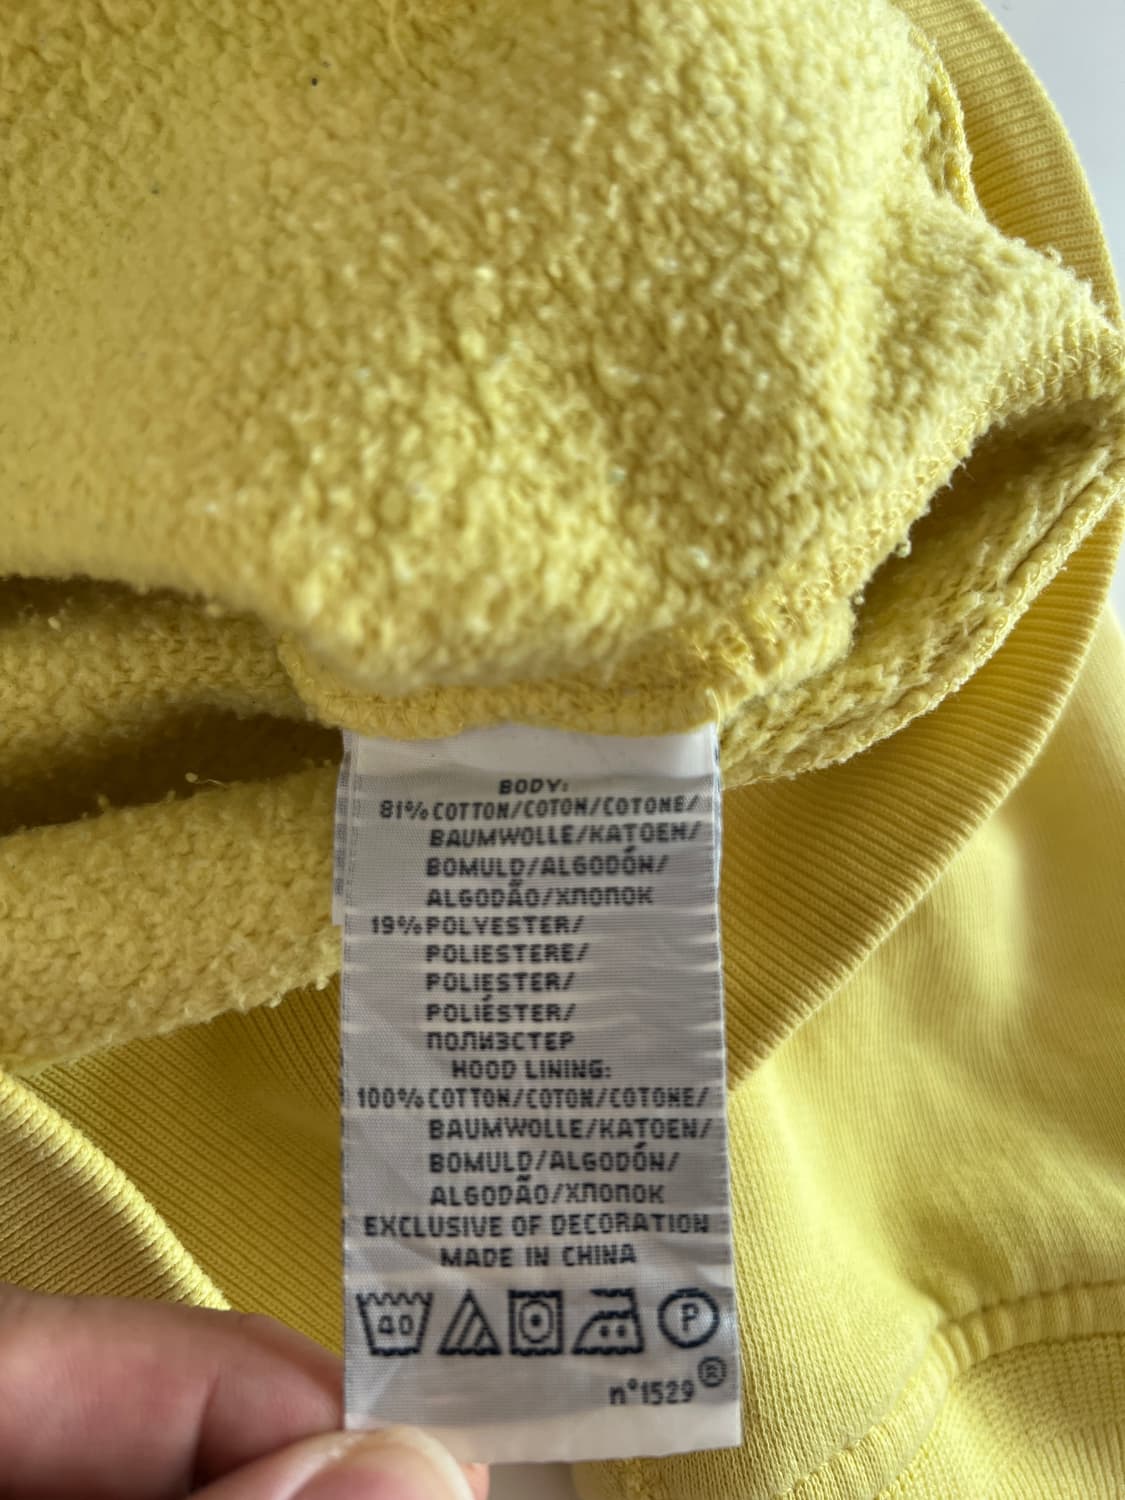 BODY:
81% COTTON/COTON/COTONE/
BAUMWOLLE/KATOEN/
BOMULD/ALGODÓN/
ALGODÃO/ХЛОПОК
19% POLYESTER/
POLIESTERE/
POLIESTER/
POLIÉSTER/
ПОЛИЭСТЕР
HOOD LINING:
100% COTTON/COTON/COTONE/
BAUMWOLLE/KATOEN/
BOMULD/ALGODÓN/
ALGODÃO/ХЛОПОК
EXCLUSIVE OF DECORATION
MADE IN CHINA
40 P
n°1529 ®